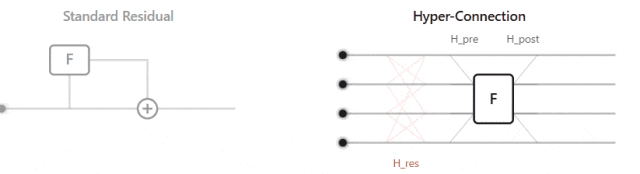 Standard Residual
F
Hyper-Connection
H_pre
H_post
F
H_res